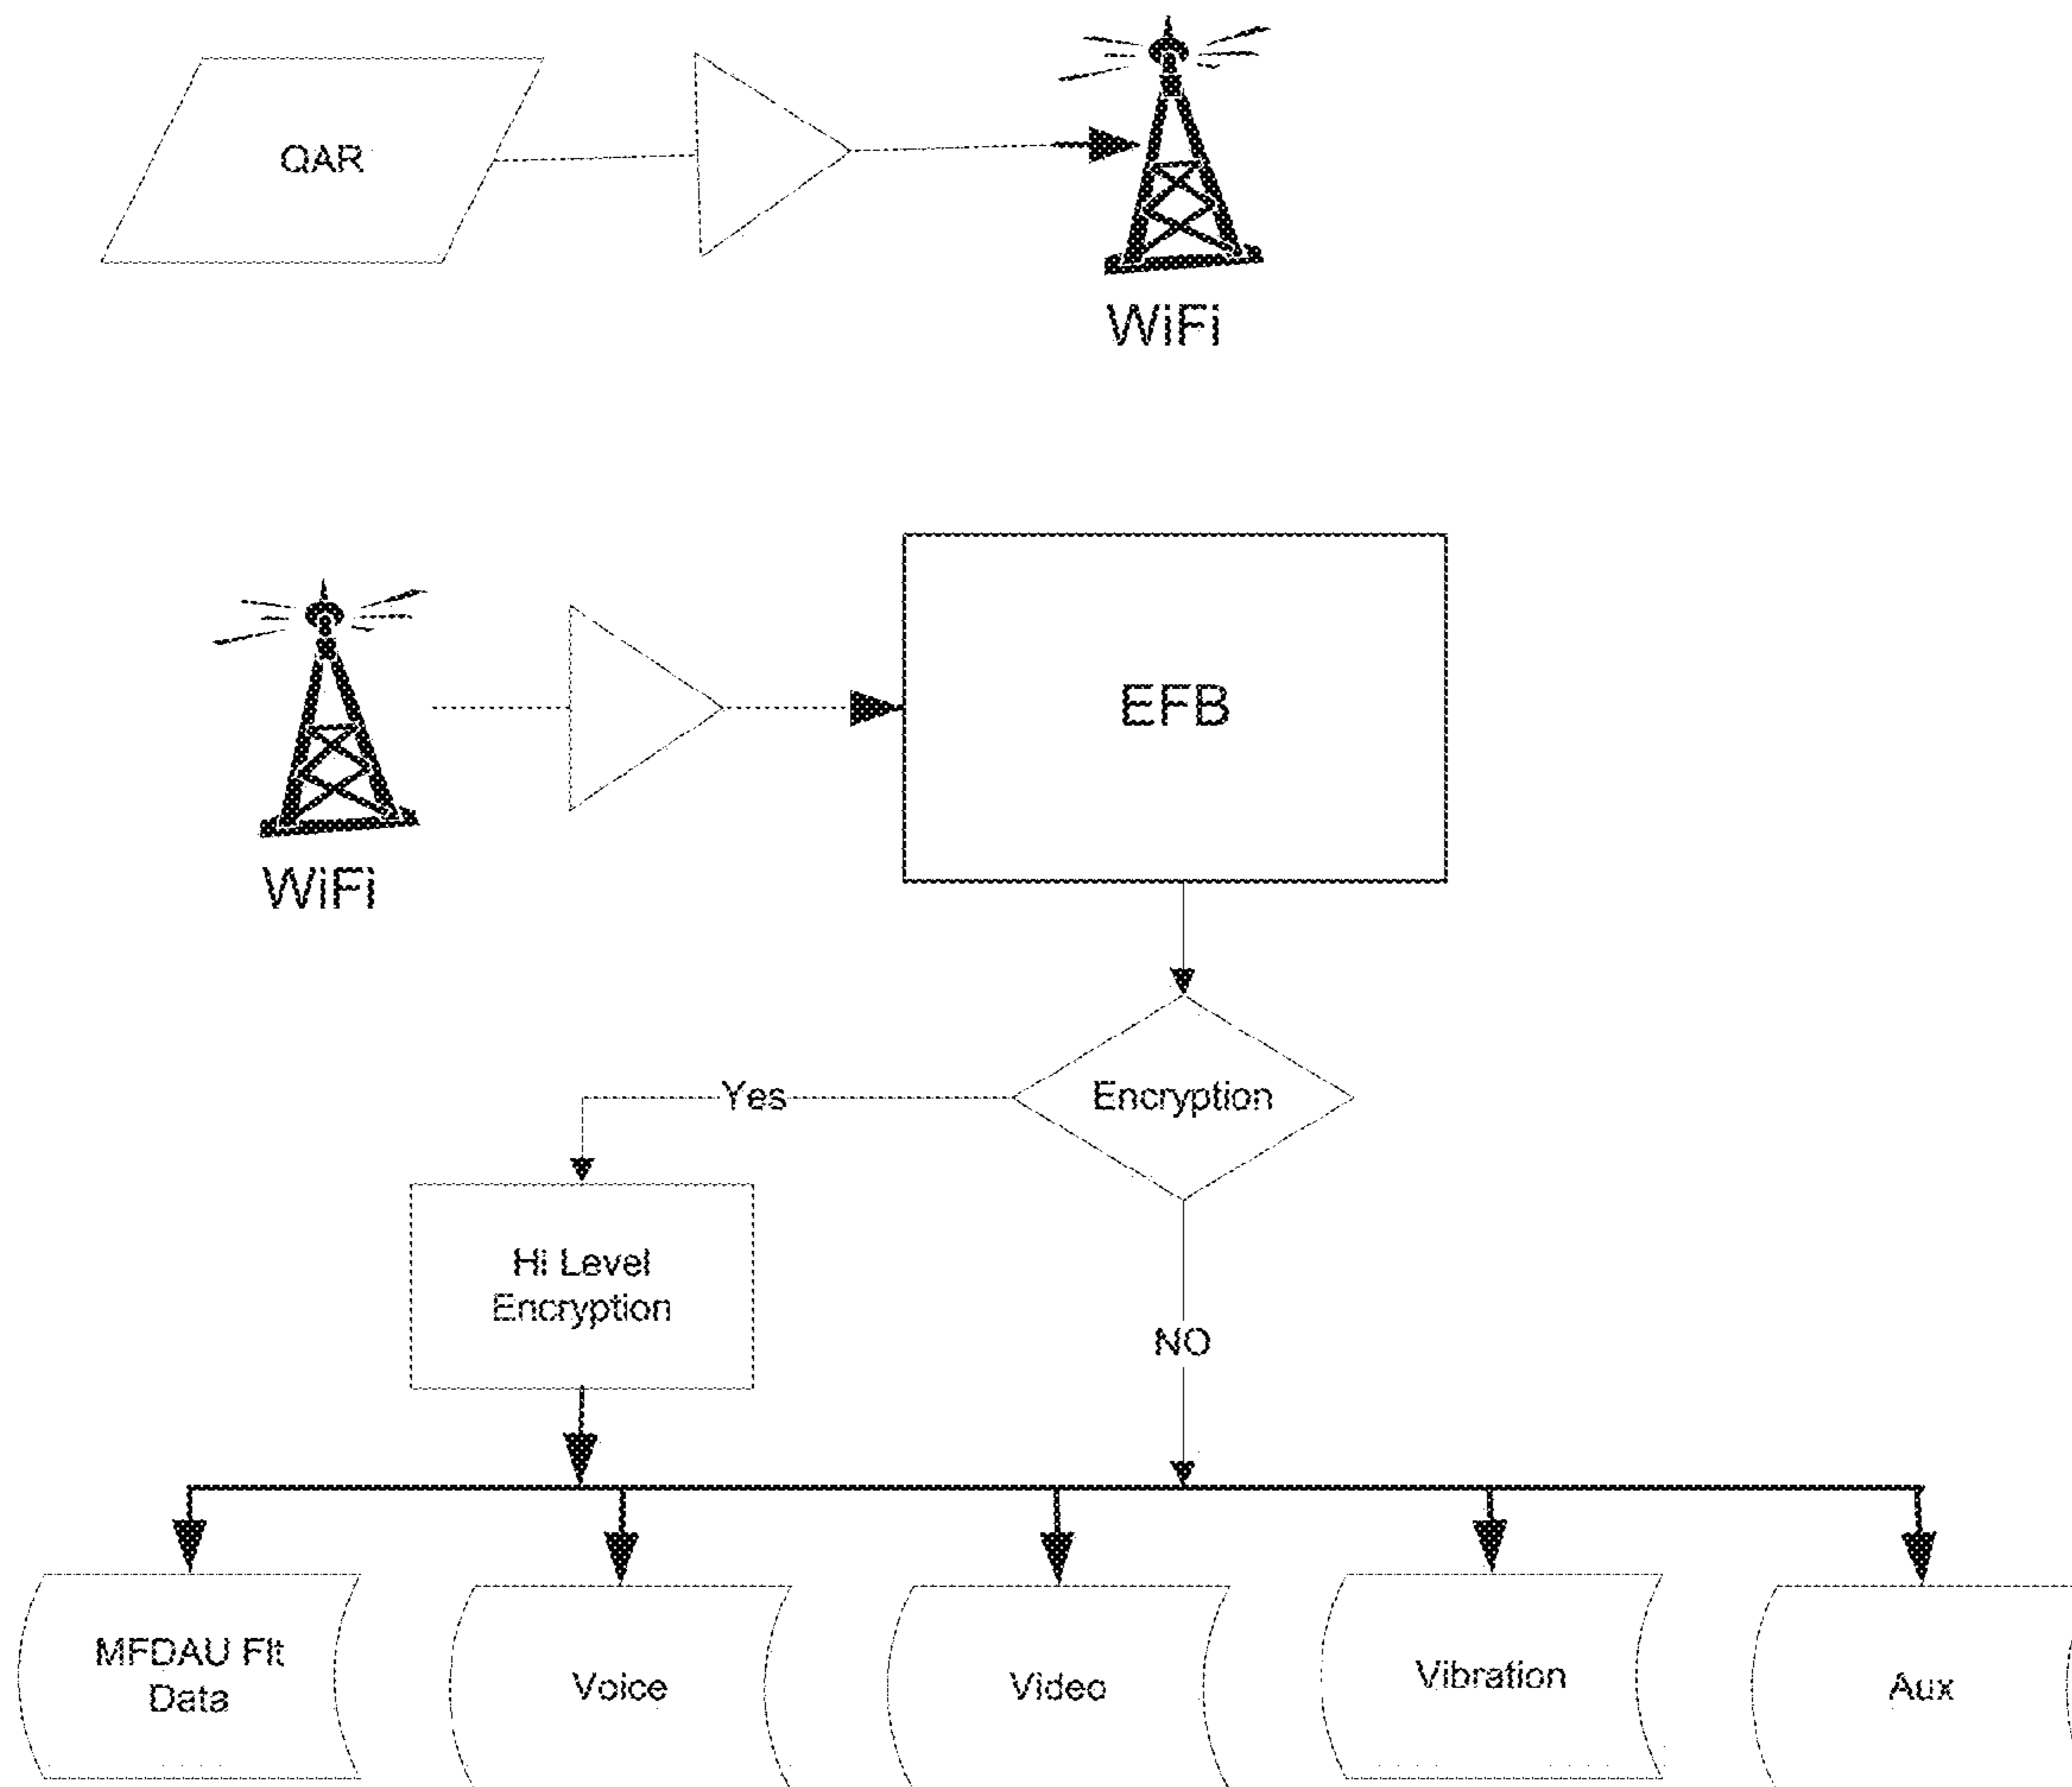 QAR
WiFi
EFB
WiFi
Encryption
Yes
Hi Level
Encryption
NO
MFDAU Flt
Data
Voice
Video
Vibration
Aux